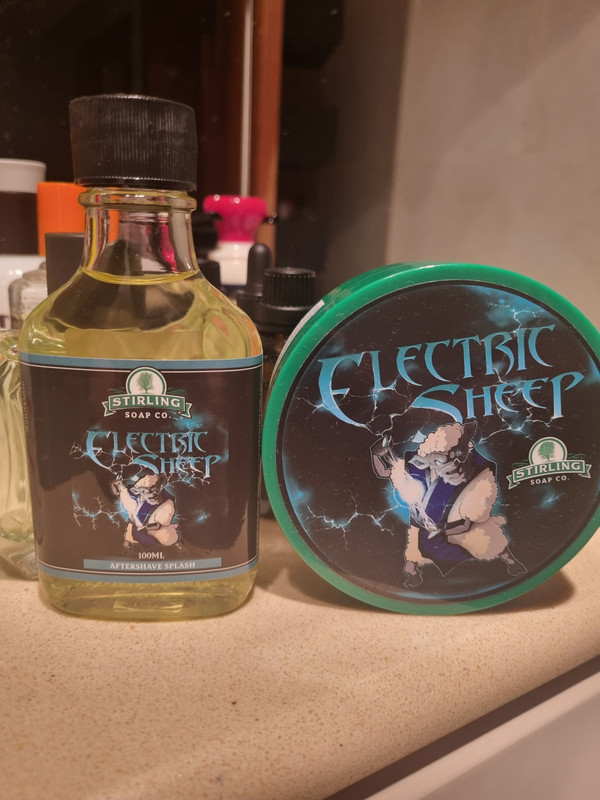 STIRLING
SOAP CO.
ELECTRIC
SHEEP
100ML
AFTERSHAVE SPLASH
ELECTRIC
SHEEP
STIRLING
SOAP CO.